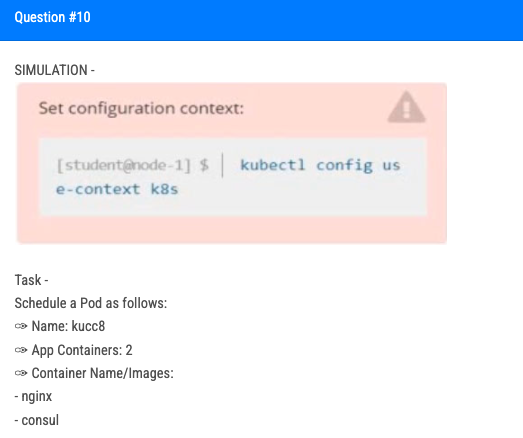 Question #10
SIMULATION -
Set configuration context:
[student@node-1] $ | kubectl config us
e-context k8s
Task -
Schedule a Pod as follows:
✑ Name: kucc8
✑ App Containers: 2
✑ Container Name/Images:
- nginx
- consul